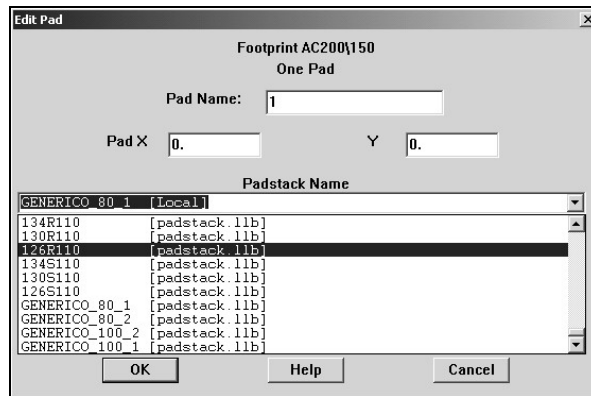 Edit Pad
Footprint AC200\150
One Pad
Pad Name: 1
Pad X 0. Y 0.
Padstack Name
GENERICO_80_1 [Local]
134R110 [padstack.llb]
130R110 [padstack.llb]
126R110 [padstack.llb]
134S110 [padstack.llb]
130S110 [padstack.llb]
126S110 [padstack.llb]
GENERICO_80_1 [padstack.llb]
GENERICO_80_2 [padstack.llb]
GENERICO_100_2 [padstack.llb]
GENERICO_100_1 [padstack.llb]
OK Help Cancel